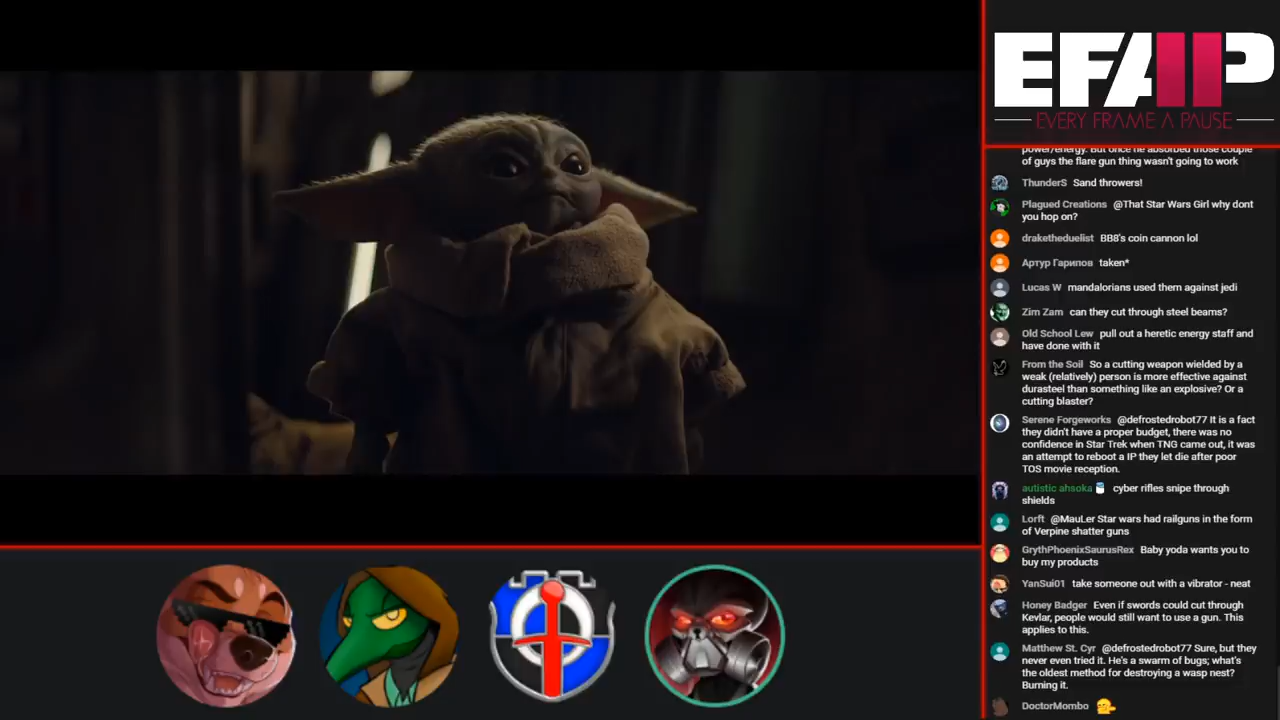 EFAP
EVERY FRAME A PAUSE
power/energy. But once he absorbed those couple
of guys the flare gun thing wasn't going to work
ThunderS Sand throwers!
Plagued Creations @That Star Wars Girl why dont
you hop on?
draketheduelist BB8's coin cannon lol
Артур Гарипов taken*
Lucas W mandalorians used them against jedi
Zim Zam can they cut through steel beams?
Old School Lew pull out a heretic energy staff and
have done with it
From the Soil So a cutting weapon wielded by a
weak (relatively) person is more effective against
durasteel than something like an explosive? Or a
cutting blaster?
Serene Forgeworks @defrostedrobot77 It is a fact
they didn't have a proper budget, there was no
confidence in Star Trek when TNG came out, it was
an attempt to reboot a IP they let die after poor
TOS movie reception.
autistic ahsoka cyber rifles snipe through
shields
Lorft @MauLer Star wars had railguns in the form
of Verpine shatter guns
GrythPhoenixSaurusRex Baby yoda wants you to
buy my products
YanSui01 take someone out with a vibrator - neat
Honey Badger Even if swords could cut through
Kevlar, people would still want to use a gun. This
applies to this.
Matthew St. Cyr @defrostedrobot77 Sure, but they
never even tried it. He's a swarm of bugs; what's
the oldest method for destroying a wasp nest?
Burning it.
DoctorMombo